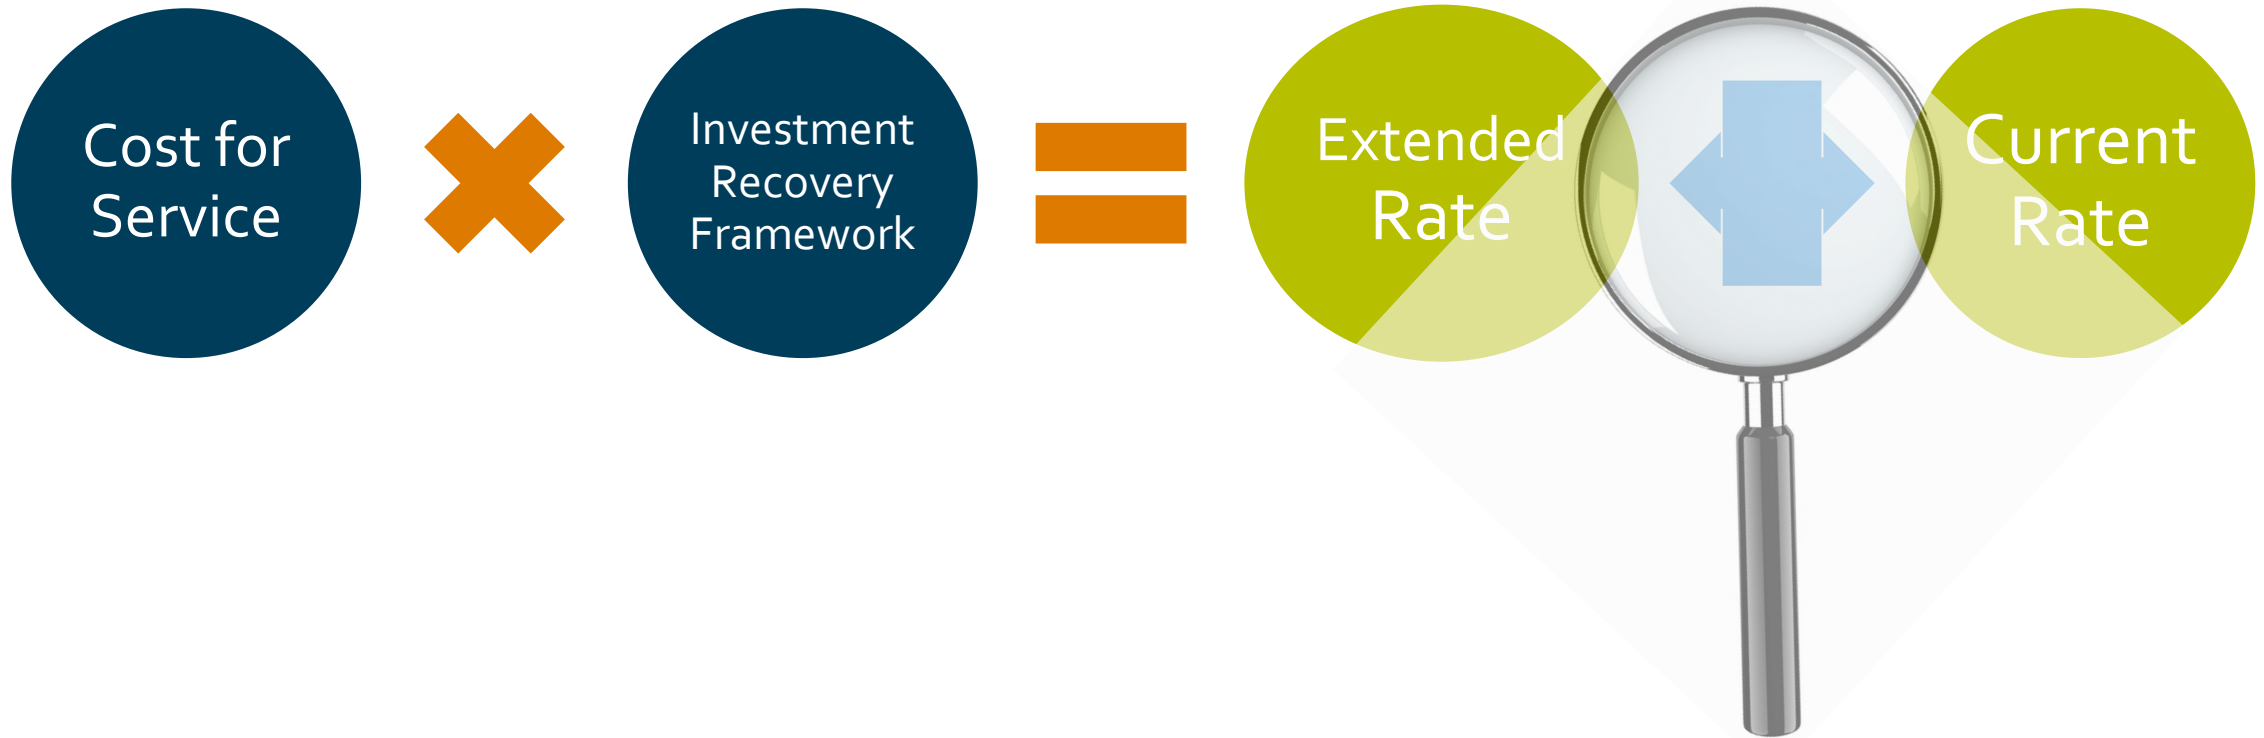 Cost for
Service
Investment
Recovery
Framework
Extended
Rate
Current
Rate